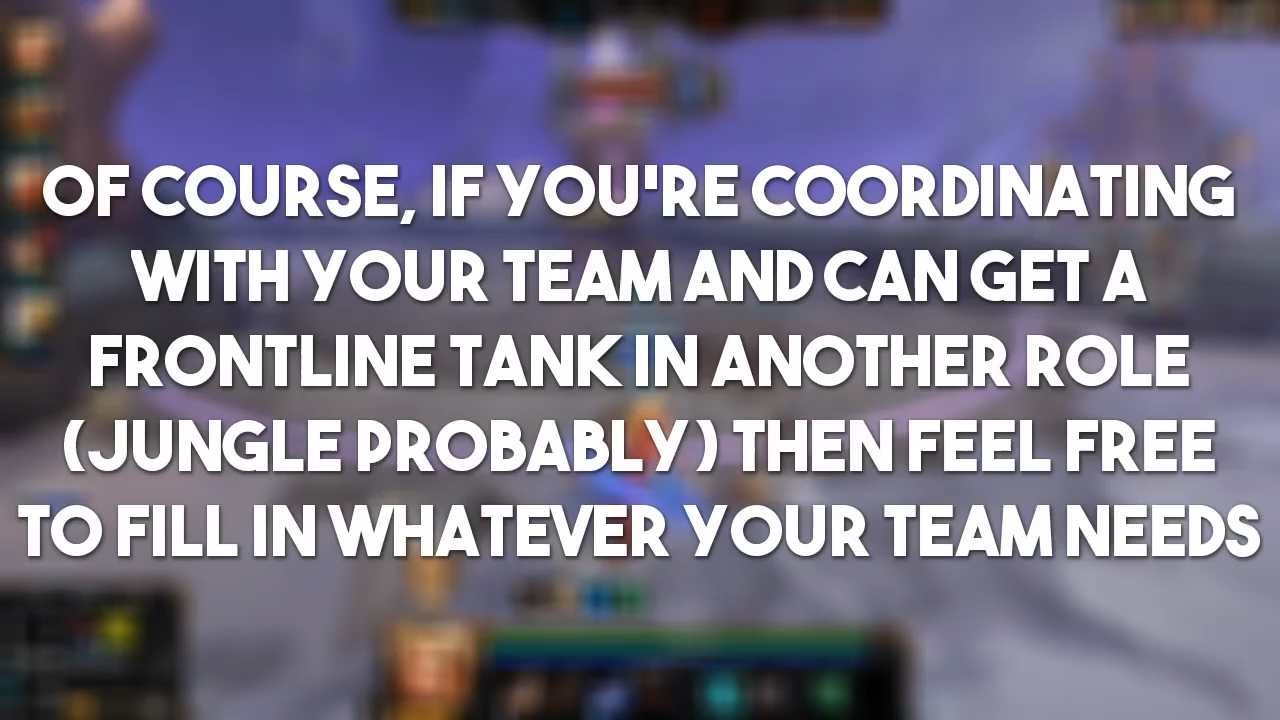 OF COURSE, IF YOU'RE COORDINATING
WITH YOUR TEAM AND CAN GET A
FRONTLINE TANK IN ANOTHER ROLE
(JUNGLE PROBABLY) THEN FEEL FREE
TO FILL IN WHATEVER YOUR TEAM NEEDS